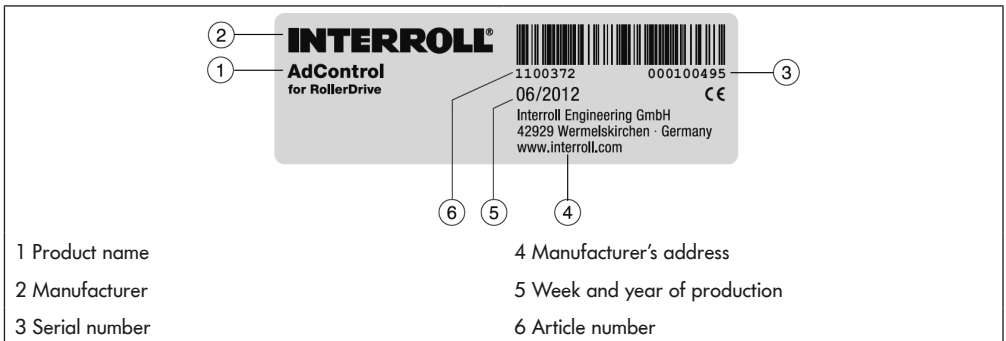 2
INTERROLL®
1
AdControl
for RollerDrive
1100372 000100495
3
06/2012 CE
Interroll Engineering GmbH
42929 Wermelskirchen · Germany
www.interroll.com
6 5 4
1 Product name
2 Manufacturer
3 Serial number
4 Manufacturer's address
5 Week and year of production
6 Article number